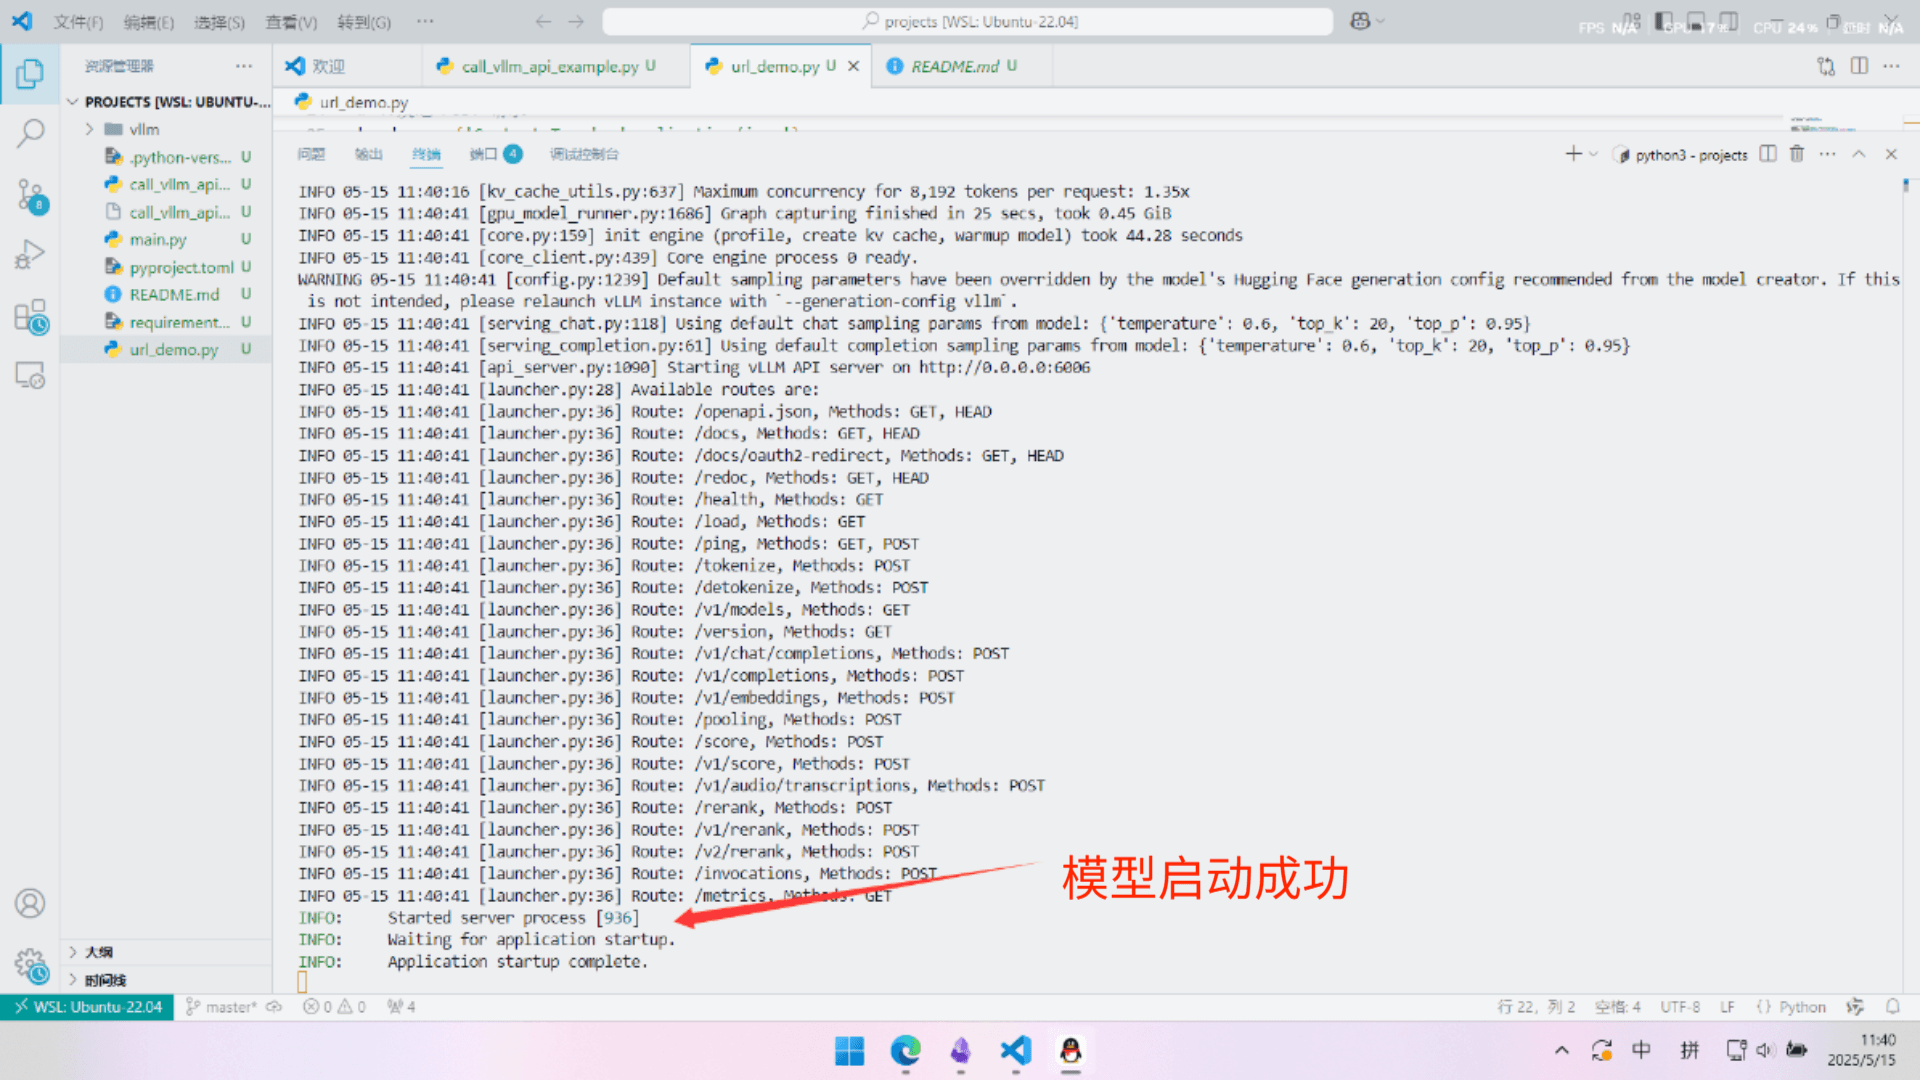 文件(F) 编辑(E) 选择(S) 查看(V) 转到(G) ···
projects [WSL: Ubuntu-22.04]
FPS N/A GPU 7% CPU 24% 延时 N/A
资源管理器 ···
欢迎
call_vllm_api_example.py U
url_demo.py U
README.md U
PROJECTS [WSL: UBUNTU-...
url_demo.py
vllm
.python-vers... U
call_vllm_api... U
call_vllm_api... U
main.py U
pyproject.toml U
README.md U
requirement... U
url_demo.py U
8
问题 输出 终端 端口 4 调试控制台
python3 - projects
INFO 05-15 11:40:16 [kv_cache_utils.py:637] Maximum concurrency for 8,192 tokens per request: 1.35x
INFO 05-15 11:40:41 [gpu_model_runner.py:1686] Graph capturing finished in 25 secs, took 0.45 GiB
INFO 05-15 11:40:41 [core.py:159] init engine (profile, create kv cache, warmup model) took 44.28 seconds
INFO 05-15 11:40:41 [core_client.py:439] Core engine process 0 ready.
WARNING 05-15 11:40:41 [config.py:1239] Default sampling parameters have been overridden by the model's Hugging Face generation config recommended from the model creator. If this
is not intended, please relaunch vLLM instance with `--generation-config vllm`.
INFO 05-15 11:40:41 [serving_chat.py:118] Using default chat sampling params from model: {'temperature': 0.6, 'top_k': 20, 'top_p': 0.95}
INFO 05-15 11:40:41 [serving_completion.py:61] Using default completion sampling params from model: {'temperature': 0.6, 'top_k': 20, 'top_p': 0.95}
INFO 05-15 11:40:41 [api_server.py:1090] Starting vLLM API server on http://0.0.0.0:6006
INFO 05-15 11:40:41 [launcher.py:28] Available routes are:
INFO 05-15 11:40:41 [launcher.py:36] Route: /openapi.json, Methods: GET, HEAD
INFO 05-15 11:40:41 [launcher.py:36] Route: /docs, Methods: GET, HEAD
INFO 05-15 11:40:41 [launcher.py:36] Route: /docs/oauth2-redirect, Methods: GET, HEAD
INFO 05-15 11:40:41 [launcher.py:36] Route: /redoc, Methods: GET, HEAD
INFO 05-15 11:40:41 [launcher.py:36] Route: /health, Methods: GET
INFO 05-15 11:40:41 [launcher.py:36] Route: /load, Methods: GET
INFO 05-15 11:40:41 [launcher.py:36] Route: /ping, Methods: GET, POST
INFO 05-15 11:40:41 [launcher.py:36] Route: /tokenize, Methods: POST
INFO 05-15 11:40:41 [launcher.py:36] Route: /detokenize, Methods: POST
INFO 05-15 11:40:41 [launcher.py:36] Route: /v1/models, Methods: GET
INFO 05-15 11:40:41 [launcher.py:36] Route: /version, Methods: GET
INFO 05-15 11:40:41 [launcher.py:36] Route: /v1/chat/completions, Methods: POST
INFO 05-15 11:40:41 [launcher.py:36] Route: /v1/completions, Methods: POST
INFO 05-15 11:40:41 [launcher.py:36] Route: /v1/embeddings, Methods: POST
INFO 05-15 11:40:41 [launcher.py:36] Route: /pooling, Methods: POST
INFO 05-15 11:40:41 [launcher.py:36] Route: /score, Methods: POST
INFO 05-15 11:40:41 [launcher.py:36] Route: /v1/score, Methods: POST
INFO 05-15 11:40:41 [launcher.py:36] Route: /v1/audio/transcriptions, Methods: POST
INFO 05-15 11:40:41 [launcher.py:36] Route: /rerank, Methods: POST
INFO 05-15 11:40:41 [launcher.py:36] Route: /v1/rerank, Methods: POST
INFO 05-15 11:40:41 [launcher.py:36] Route: /v2/rerank, Methods: POST
INFO 05-15 11:40:41 [launcher.py:36] Route: /invocations, Methods: POST
INFO 05-15 11:40:41 [launcher.py:36] Route: /metrics, Methods: GET
INFO: Started server process [936]
INFO: Waiting for application startup.
INFO: Application startup complete.
模型启动成功
大纲
时间线
WSL: Ubuntu-22.04 master* 0 0 4
行 22, 列 2 空格: 4 UTF-8 LF {} Python
中 拼
11:40
2025/5/15